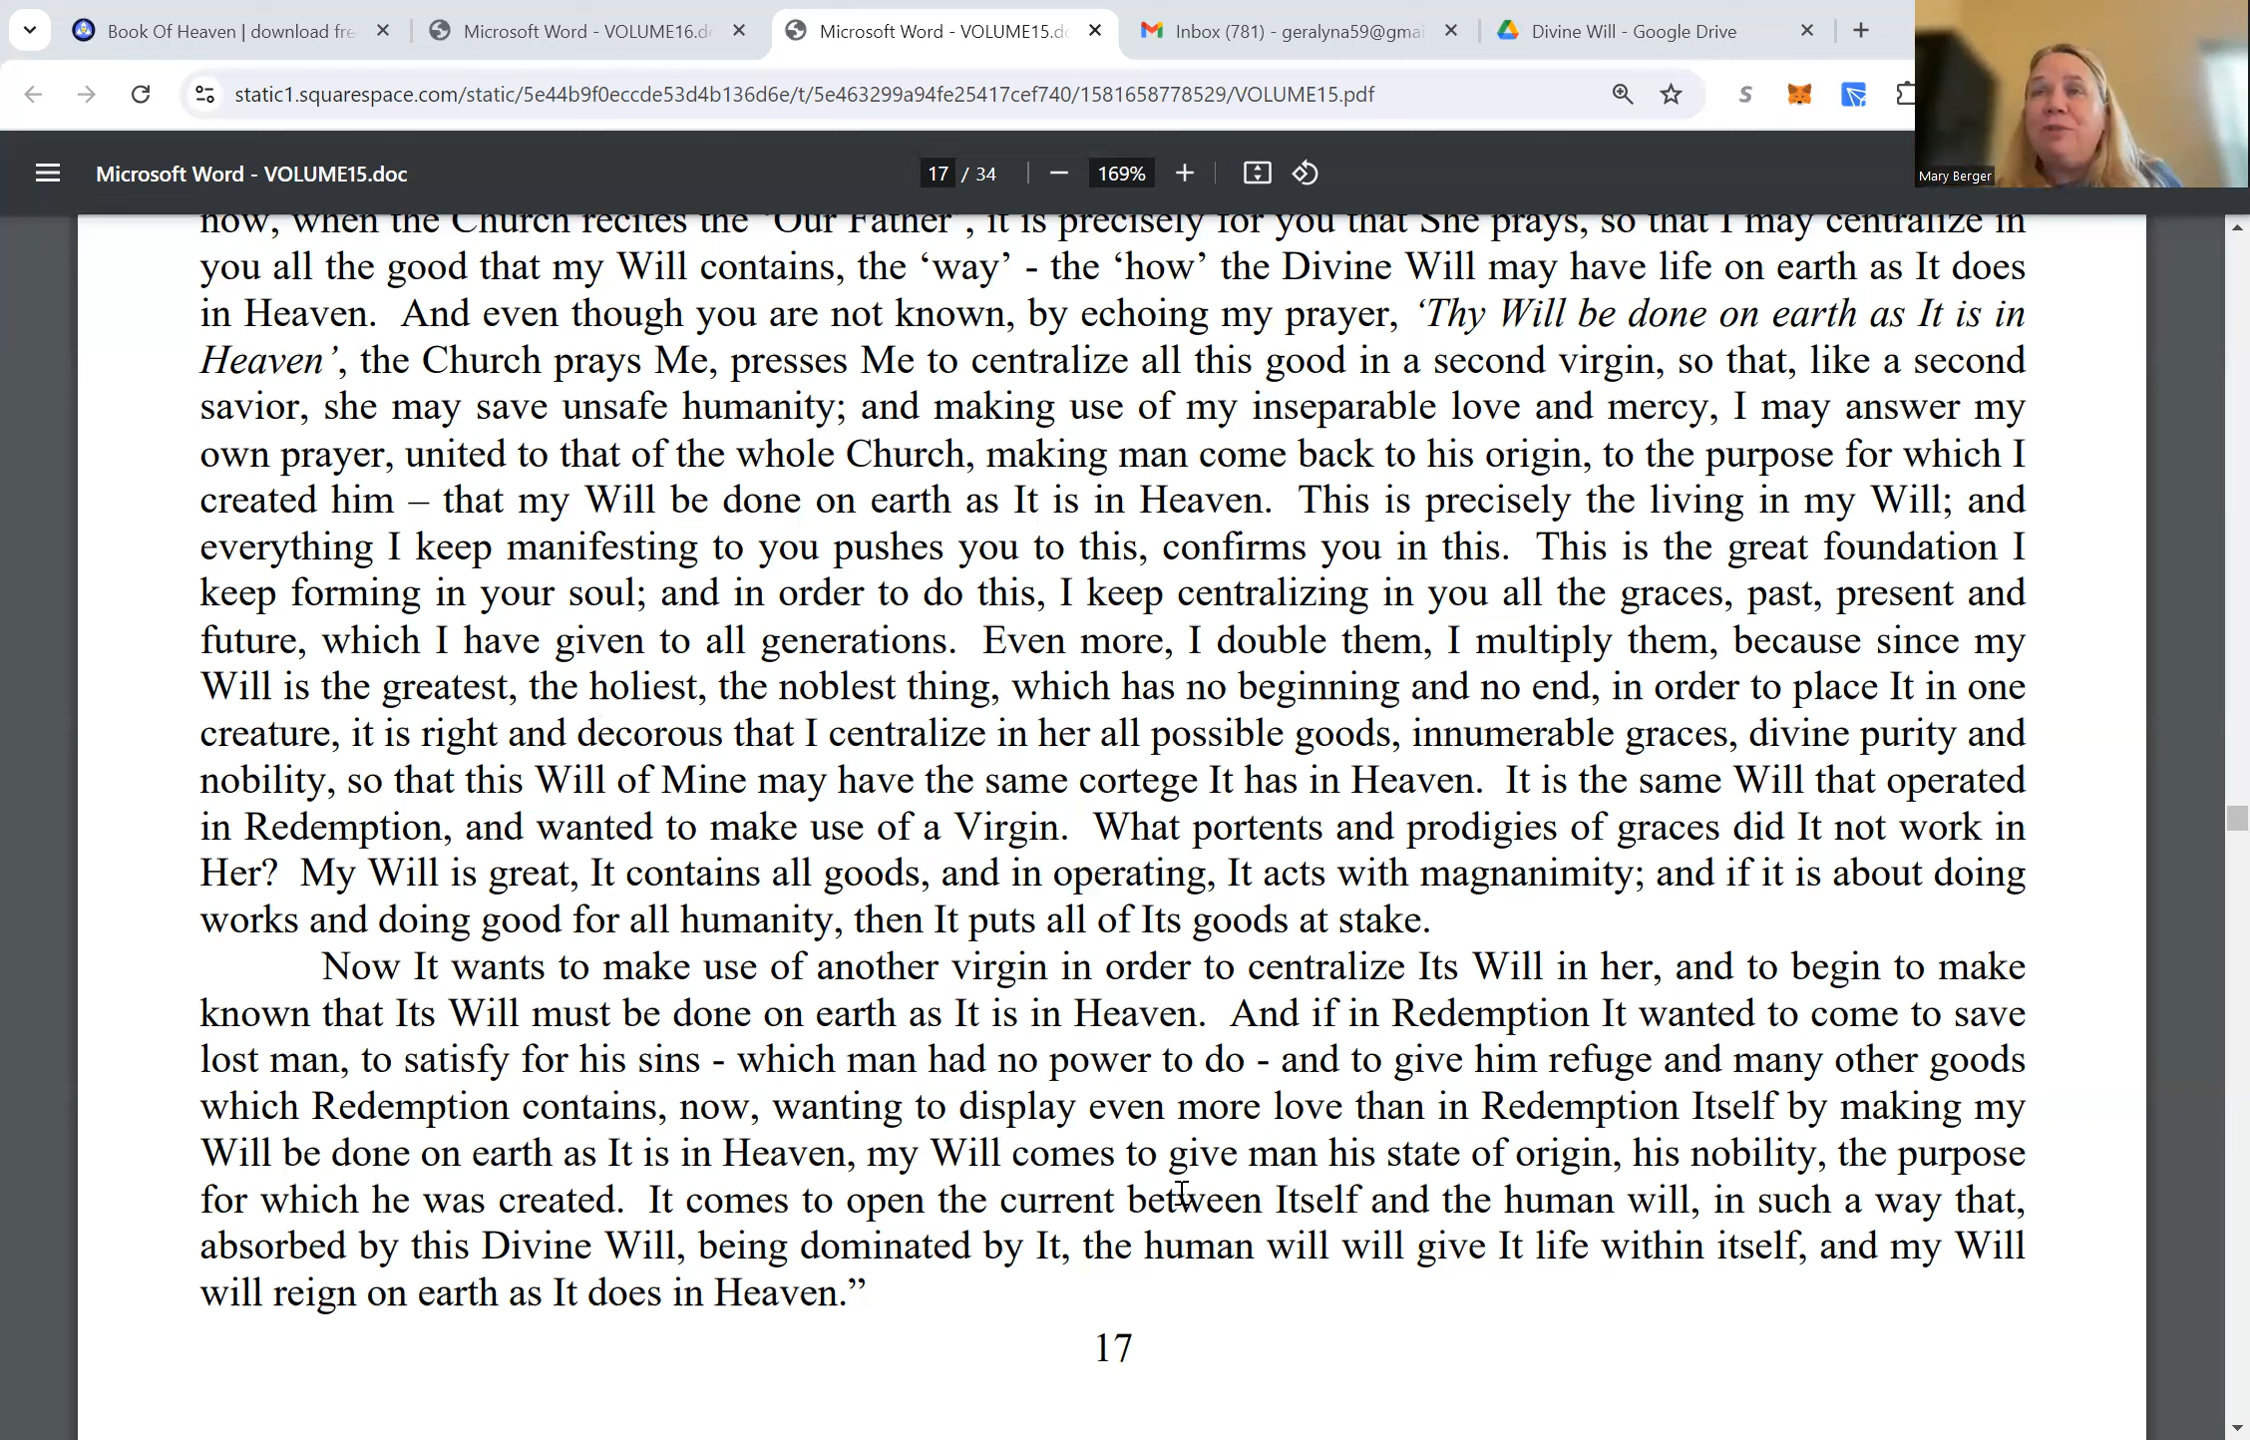 Book Of Heaven | download fre
Microsoft Word - VOLUME16.do
Microsoft Word - VOLUME15.do
Inbox (781) - geralyna59@gmai
Divine Will - Google Drive
static1.squarespace.com/static/5e44b9f0eccde53d4b136d6e/t/5e463299a94fe25417cef740/1581658778529/VOLUME15.pdf
Mary Berger
Microsoft Word - VOLUME15.doc
17 / 34
169%
now, when the Church recites the ‘Our Father’, it is precisely for you that She prays, so that I may centralize in
you all the good that my Will contains, the ‘way’ - the ‘how’ the Divine Will may have life on earth as It does
in Heaven. And even though you are not known, by echoing my prayer, ‘Thy Will be done on earth as It is in
Heaven’, the Church prays Me, presses Me to centralize all this good in a second virgin, so that, like a second
savior, she may save unsafe humanity; and making use of my inseparable love and mercy, I may answer my
own prayer, united to that of the whole Church, making man come back to his origin, to the purpose for which I
created him – that my Will be done on earth as It is in Heaven. This is precisely the living in my Will; and
everything I keep manifesting to you pushes you to this, confirms you in this. This is the great foundation I
keep forming in your soul; and in order to do this, I keep centralizing in you all the graces, past, present and
future, which I have given to all generations. Even more, I double them, I multiply them, because since my
Will is the greatest, the holiest, the noblest thing, which has no beginning and no end, in order to place It in one
creature, it is right and decorous that I centralize in her all possible goods, innumerable graces, divine purity and
nobility, so that this Will of Mine may have the same cortege It has in Heaven. It is the same Will that operated
in Redemption, and wanted to make use of a Virgin. What portents and prodigies of graces did It not work in
Her? My Will is great, It contains all goods, and in operating, It acts with magnanimity; and if it is about doing
works and doing good for all humanity, then It puts all of Its goods at stake.
Now It wants to make use of another virgin in order to centralize Its Will in her, and to begin to make
known that Its Will must be done on earth as It is in Heaven. And if in Redemption It wanted to come to save
lost man, to satisfy for his sins - which man had no power to do - and to give him refuge and many other goods
which Redemption contains, now, wanting to display even more love than in Redemption Itself by making my
Will be done on earth as It is in Heaven, my Will comes to give man his state of origin, his nobility, the purpose
for which he was created. It comes to open the current between Itself and the human will, in such a way that,
absorbed by this Divine Will, being dominated by It, the human will will give It life within itself, and my Will
will reign on earth as It does in Heaven.”
17